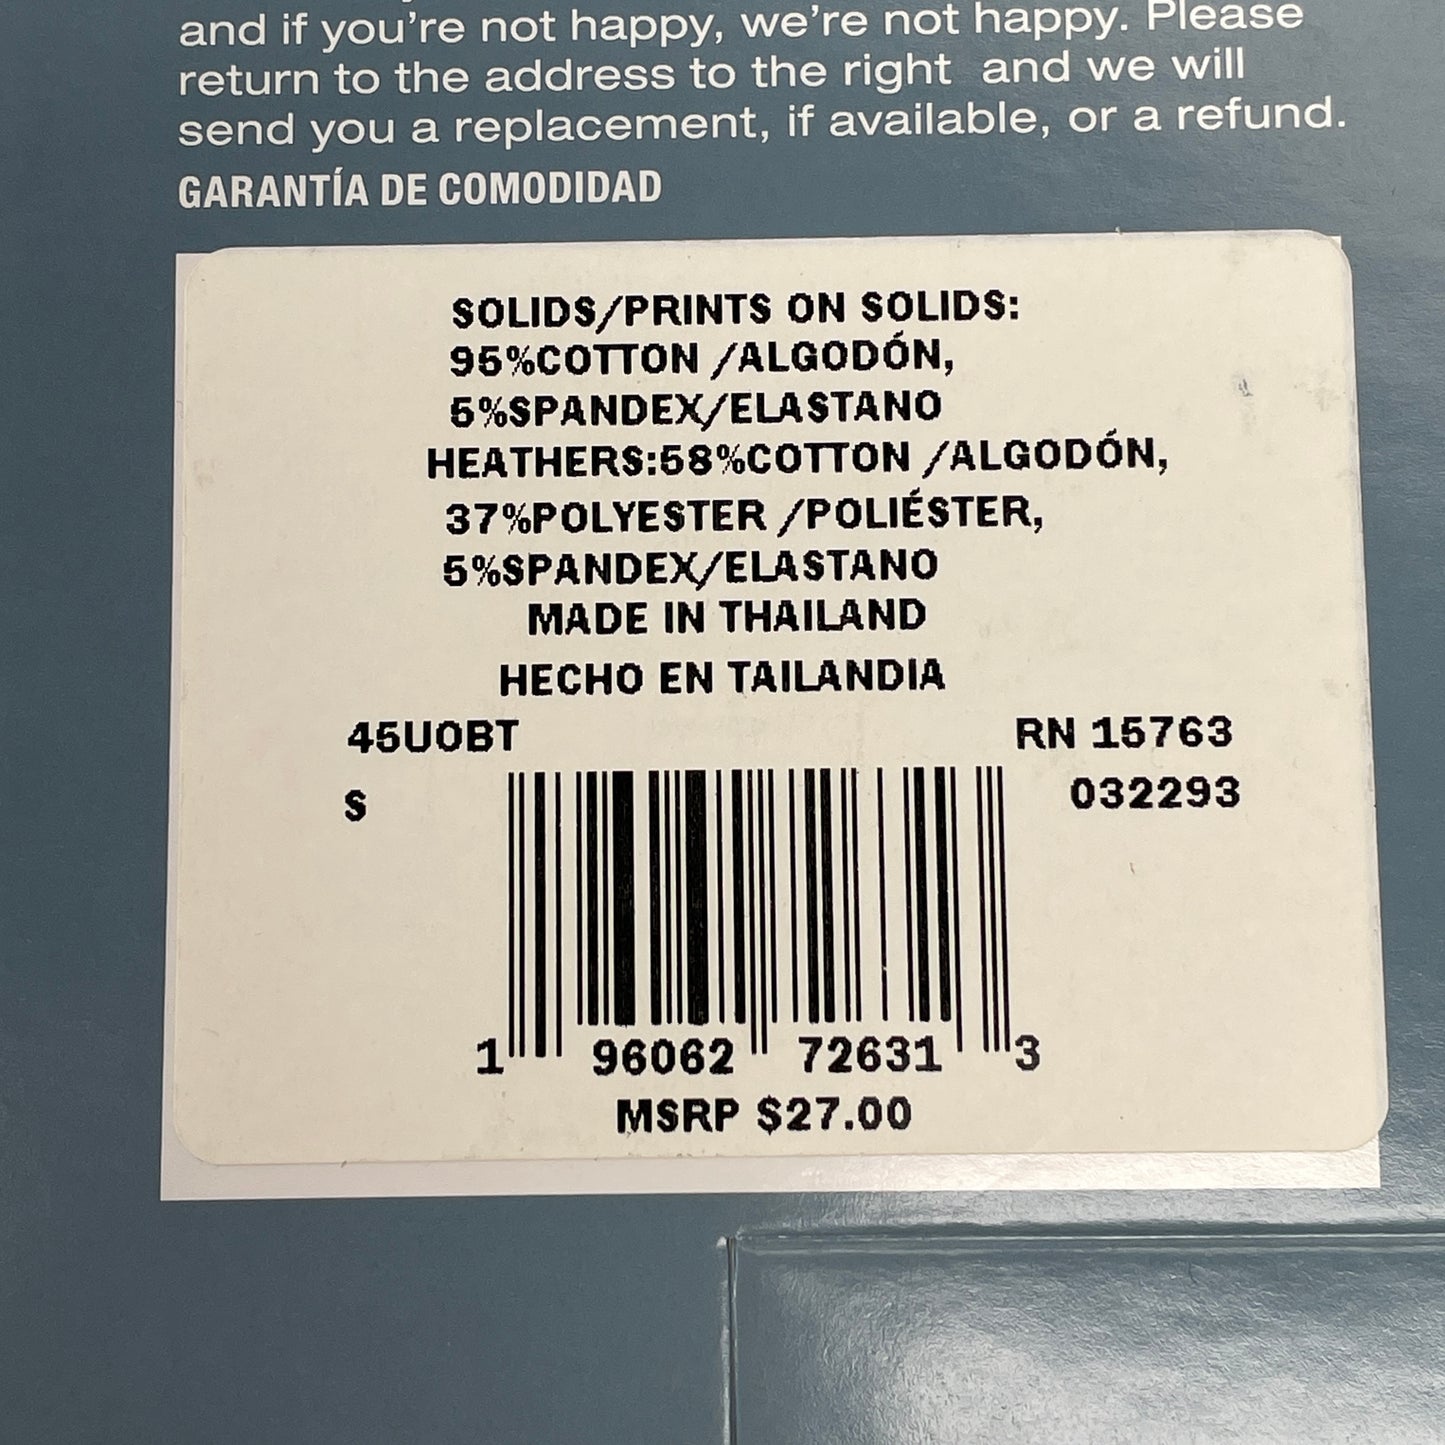 and if you're not happy, we're not happy. Please
return to the address to the right and we will
send you a replacement, if available, or a refund.
GARANTÍA DE COMODIDAD
SOLIDS/PRINTS ON SOLIDS:
95%COTTON /ALGODÓN,
5%SPANDEX/ELASTANO
HEATHERS:58%COTTON /ALGODÓN,
37%POLYESTER /POLIÉSTER,
5%SPANDEX/ELASTANO
MADE IN THAILAND
HECHO EN TAILANDIA
45UOBT RN 15763
S 032293
1 96062 72631 3
MSRP $27.00